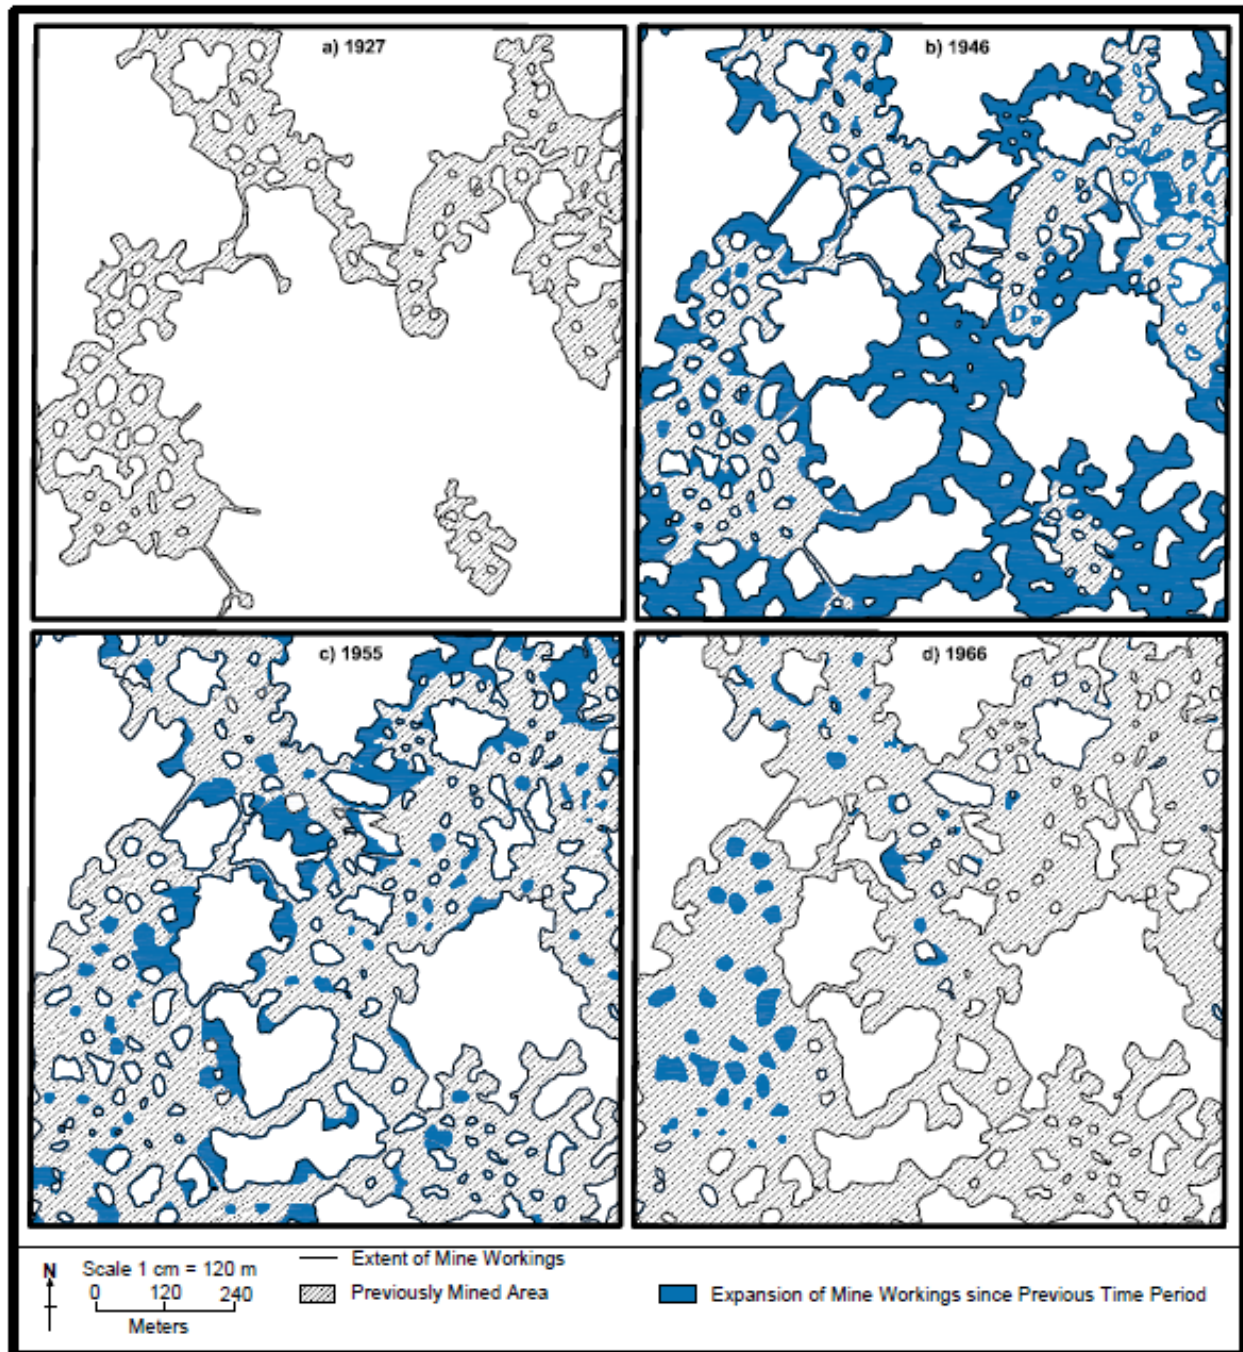 a) 1927
b) 1946
c) 1955
d) 1966
N
Scale 1 cm = 120 m
0 120 240
Meters
Extent of Mine Workings
Previously Mined Area
Expansion of Mine Workings since Previous Time Period